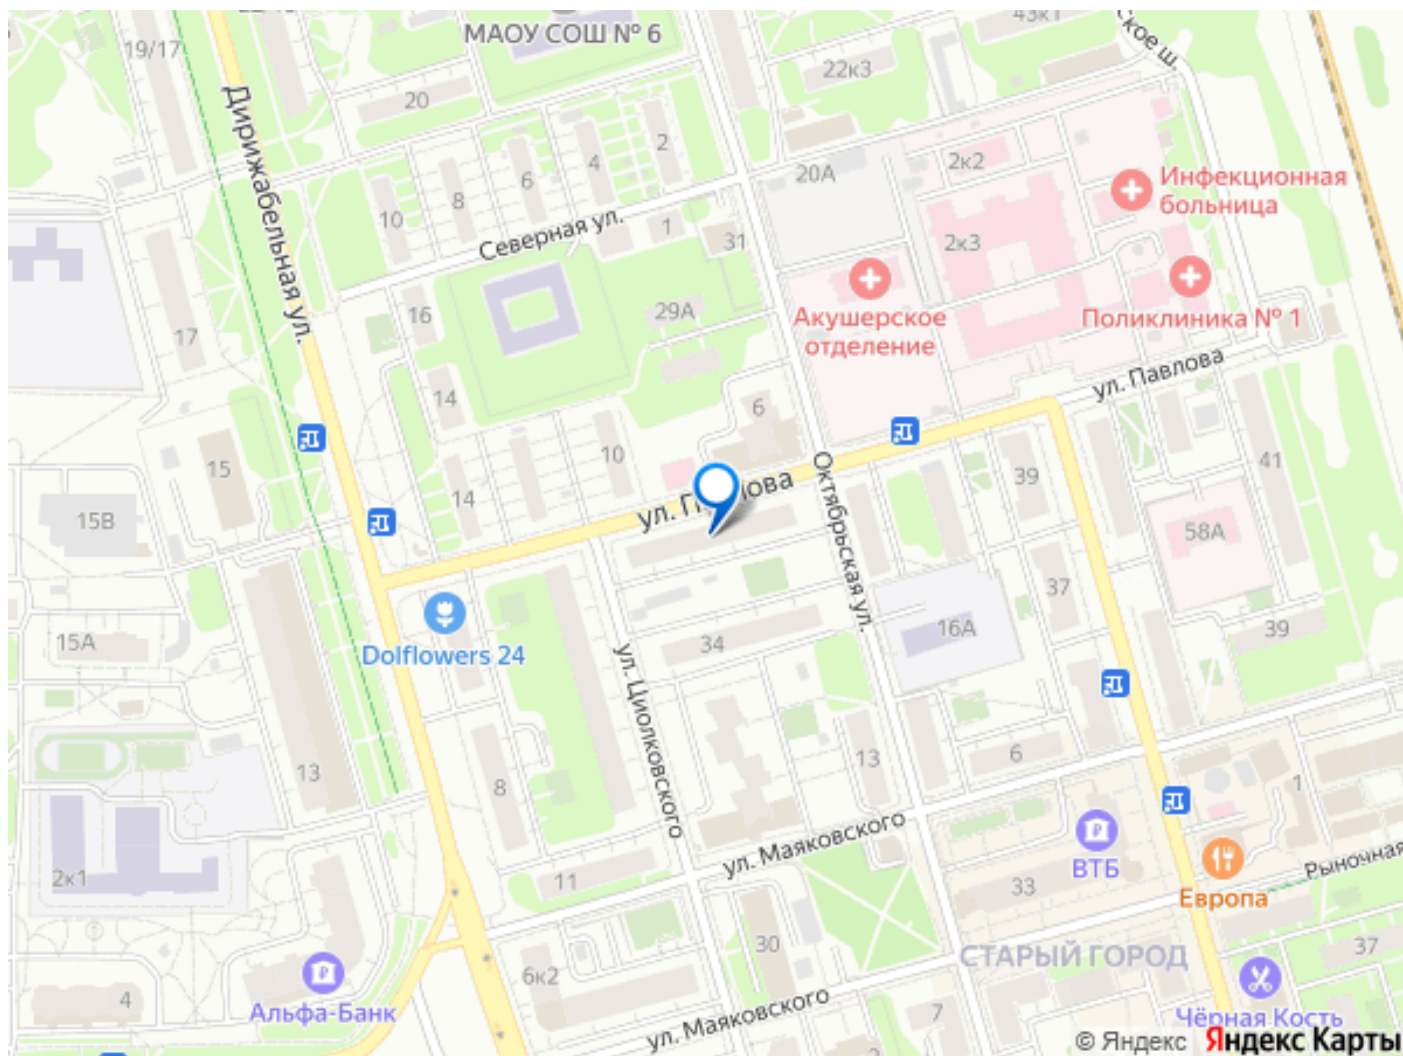 19/17
МАОУ СОШ № 6
43к1
ское ш.
22к3
20
Дирижабельная ул.
2
4
6
8
10
20А
2к2
Инфекционная
больница
Северная ул.
1
31
2к3
17
16
29А
Акушерское
отделение
Поликлиника № 1
ул. Павлова
14
6
10
15
14
ул. П
лова
Октябрьская ул.
39
41
15В
58А
37
15А
Dolflowers 24
34
16А
39
ул. Циолковского
13
8
13
6
1
ул. Маяковского
ВТБ
Рыночная
2к1
11
33
Европа
30
СТАРЫЙ ГОРОД
37
6к2
4
Альфа-Банк
ул. Маяковского
7
Чёрная Кость
© Яндекс Яндекс Карты